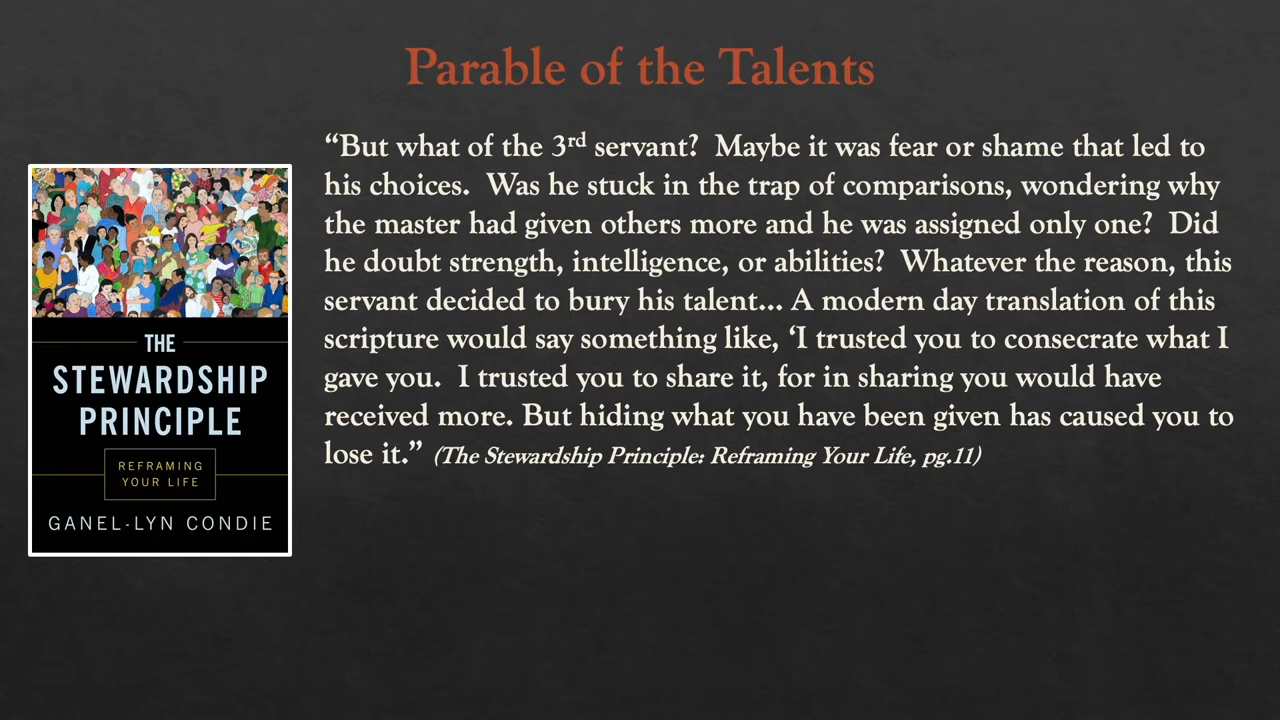 Parable of the Talents
“But what of the 3rd servant?  Maybe it was fear or shame that led to
his choices.  Was he stuck in the trap of comparisons, wondering why
the master had given others more and he was assigned only one?  Did
he doubt strength, intelligence, or abilities?  Whatever the reason, this
servant decided to bury his talent... A modern day translation of this
scripture would say something like, ‘I trusted you to consecrate what I
gave you.  I trusted you to share it, for in sharing you would have
received more. But hiding what you have been given has caused you to
lose it.” (The Stewardship Principle: Reframing Your Life, pg.11)
THE
STEWARDSHIP
PRINCIPLE
REFRAMING
YOUR LIFE
GANEL-LYN CONDIE